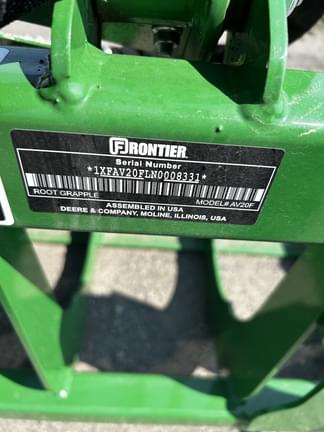 FRONTIER
Serial Number
*1XFAV20FLN0008331*
ROOT GRAPPLE MODEL# AV20F
ASSEMBLED IN USA
DEERE & COMPANY, MOLINE, ILLINOIS, USA